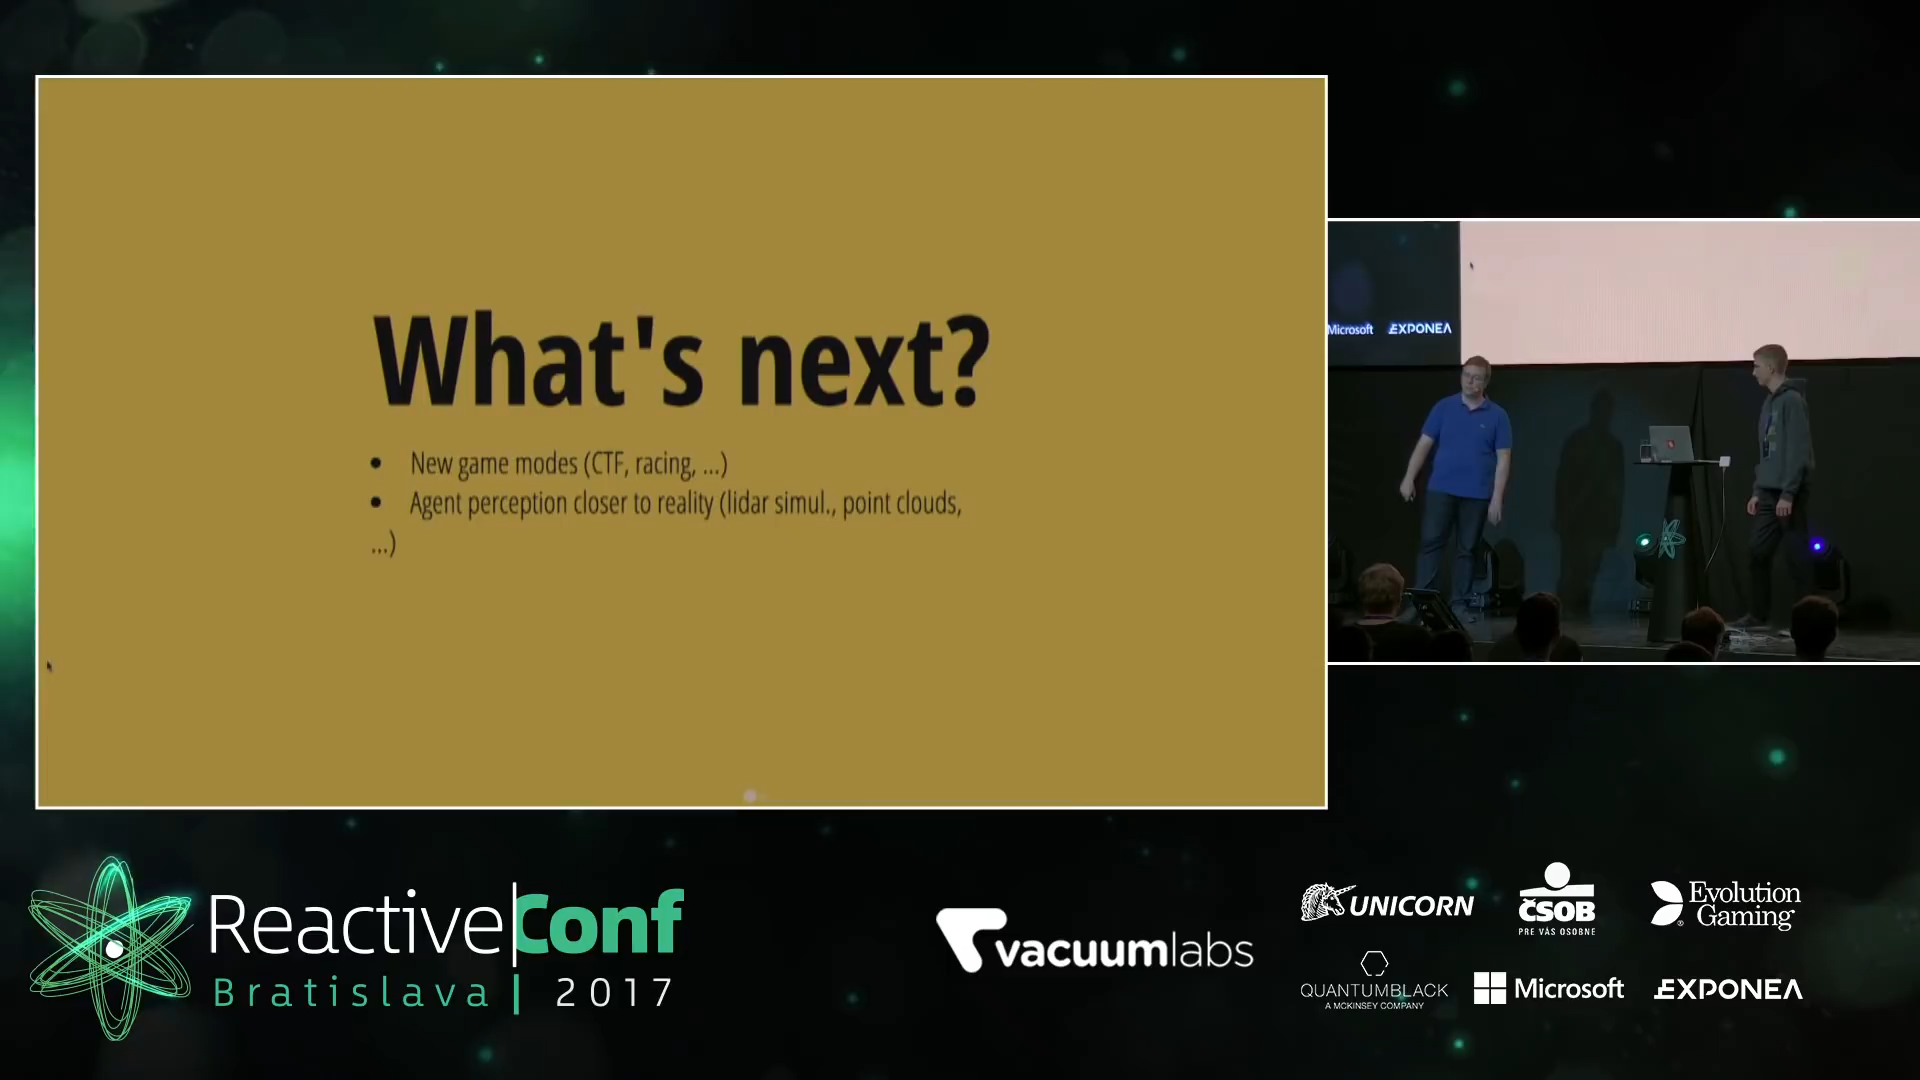 What's next?
• New game modes (CTF, racing, ...)
• Agent perception closer to reality (lidar simul., point clouds,
...)
Microsoft EXPONEA
ReactiveConf
Bratislava | 2017
vacuumlabs
UNICORN
ČSOB
PRE VÁS OSOBNE
Evolution
Gaming
QUANTUMBLACK
A MCKINSEY COMPANY
Microsoft
EXPONEA